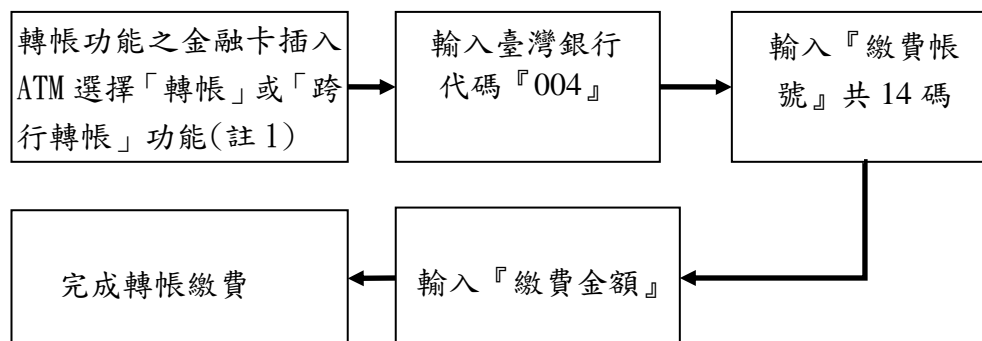 轉帳功能之金融卡插入
ATM 選擇「轉帳」或「跨
行轉帳」功能(註 1)
輸入臺灣銀行
代碼『004』
輸入『繳費帳
號』共 14 碼
輸入『繳費金額』
完成轉帳繳費